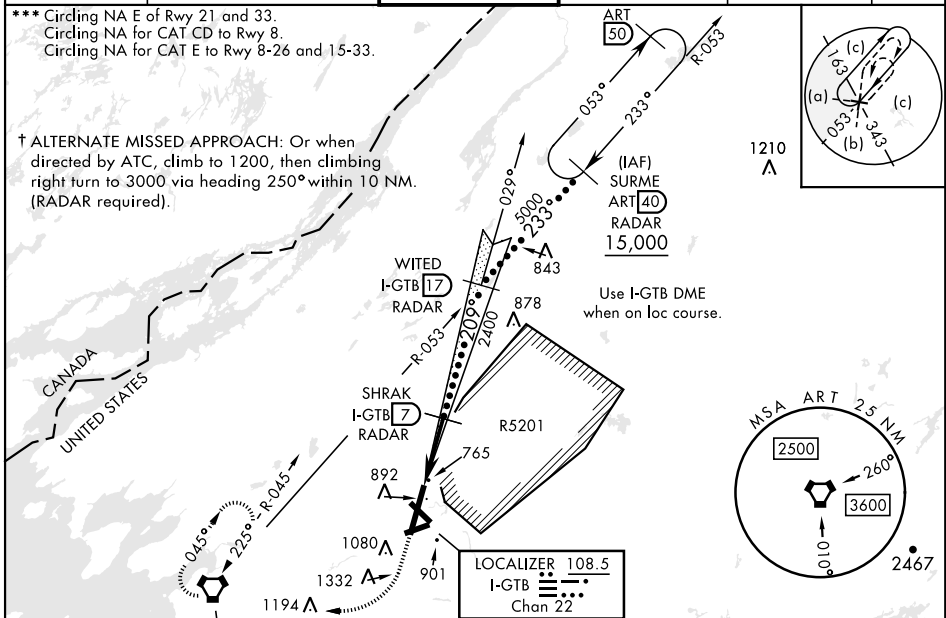 *** Circling NA E of Rwy 21 and 33.
Circling NA for CAT CD to Rwy 8.
Circling NA for CAT E to Rwy 8-26 and 15-33.
† ALTERNATE MISSED APPROACH: Or when
directed by ATC, climb to 1200, then climbing
right turn to 3000 via heading 250° within 10 NM.
(RADAR required).
ART
50
R-053
053°
233°
(IAF)
SURME
ART 40
RADAR
15,000
1210
163
(c)
(a)
(c)
053
(b)
343
029°
5000
233°
843
WITED
I-GTB 17
RADAR
878
Use I-GTB DME
when on loc course.
209°
2400
R-053
CANADA
UNITED STATES
SHRAK
I-GTB 7
RADAR
R5201
765
892
R-045
045°
225°
1080
901
1332
1194
LOCALIZER 108.5
I-GTB
Chan 22
MSA ART 25 NM
2500
260°
3600
010°
2467